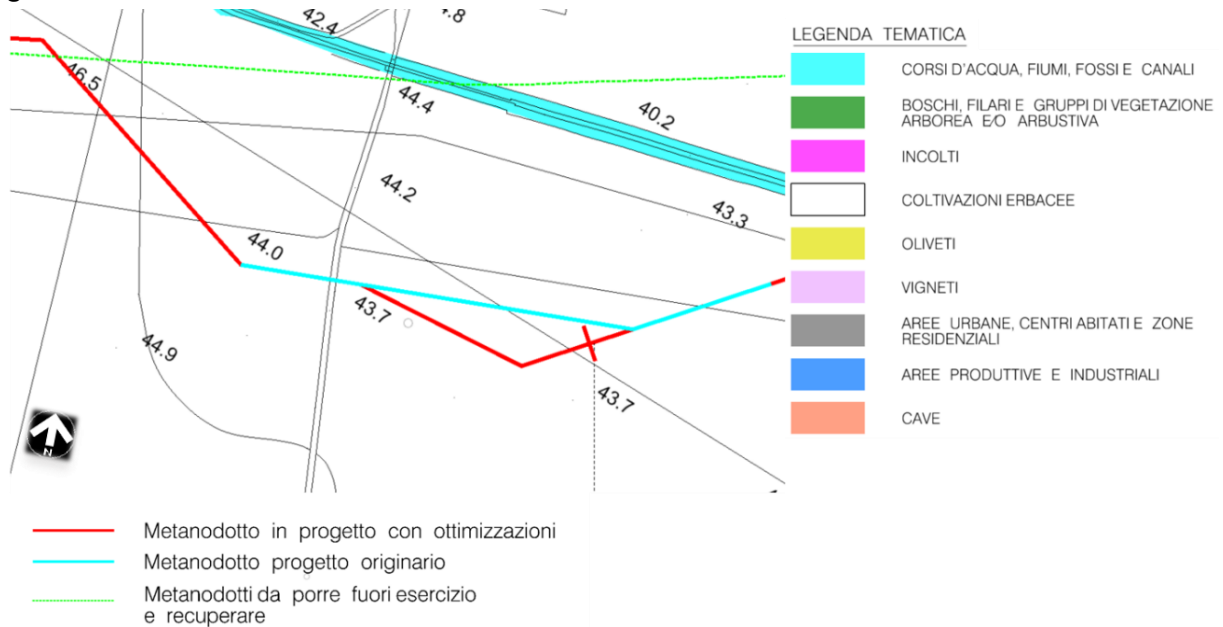 42.4
46.5
44.4
40.2
44.2
43.3
44.0
43.7
44.9
43.7
N
LEGENDA TEMATICA
CORSI D'ACQUA, FIUMI, FOSSI E CANALI
BOSCHI, FILARI E GRUPPI DI VEGETAZIONE
ARBOREA E/O ARBUSTIVA
INCOLTI
COLTIVAZIONI ERBACEE
OLIVETI
VIGNETI
AREE URBANE, CENTRI ABITATI E ZONE
RESIDENZIALI
AREE PRODUTTIVE E INDUSTRIALI
CAVE
Metanodotto in progetto con ottimizzazioni
Metanodotto progetto originario
Metanodotti da porre fuori esercizio
e recuperare